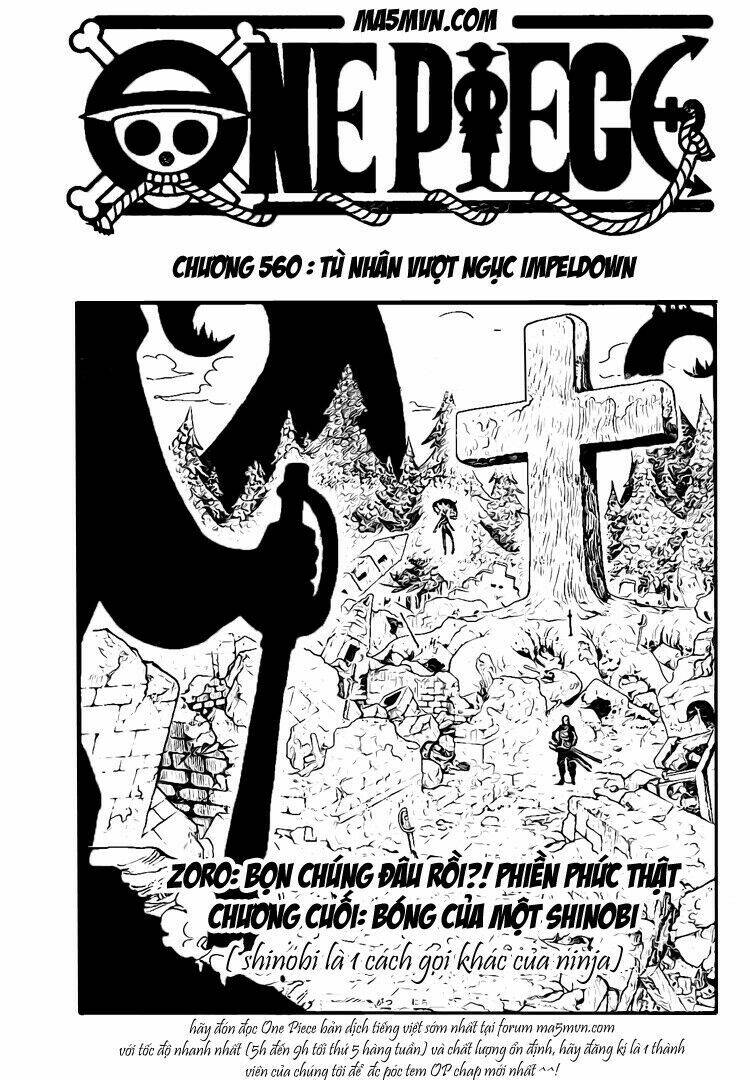 MA5MVN.COM
ONE PIECE
CHƯƠNG 560 : TÙ NHÂN VƯỢT NGỤC IMPELDOWN
ZORO: BỌN CHÚNG ĐÂU RỒI?! PHIỀN PHỨC THẬT
CHƯƠNG CUỐI: BÓNG CỦA MỘT SHINOBI
( shinobi là 1 cách gọi khác của ninja)
hãy đón đọc One Piece bản dịch tiếng việt sớm nhất tại forum ma5mvn.com
với tốc độ nhanh nhất (5h đến 9h tối thứ 5 hàng tuần) và chất lượng ổn định, hãy đăng kí là 1 thành
viên của chúng tôi để đc póc tem OP chap mới nhất ^^!